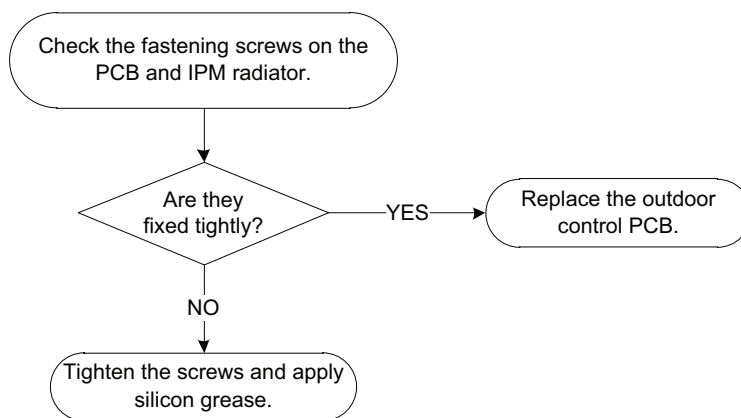 Check the fastening screws on the
PCB and IPM radiator.
Are they
fixed tightly?
YES
Replace the outdoor
control PCB.
NO
Tighten the screws and apply
silicon grease.